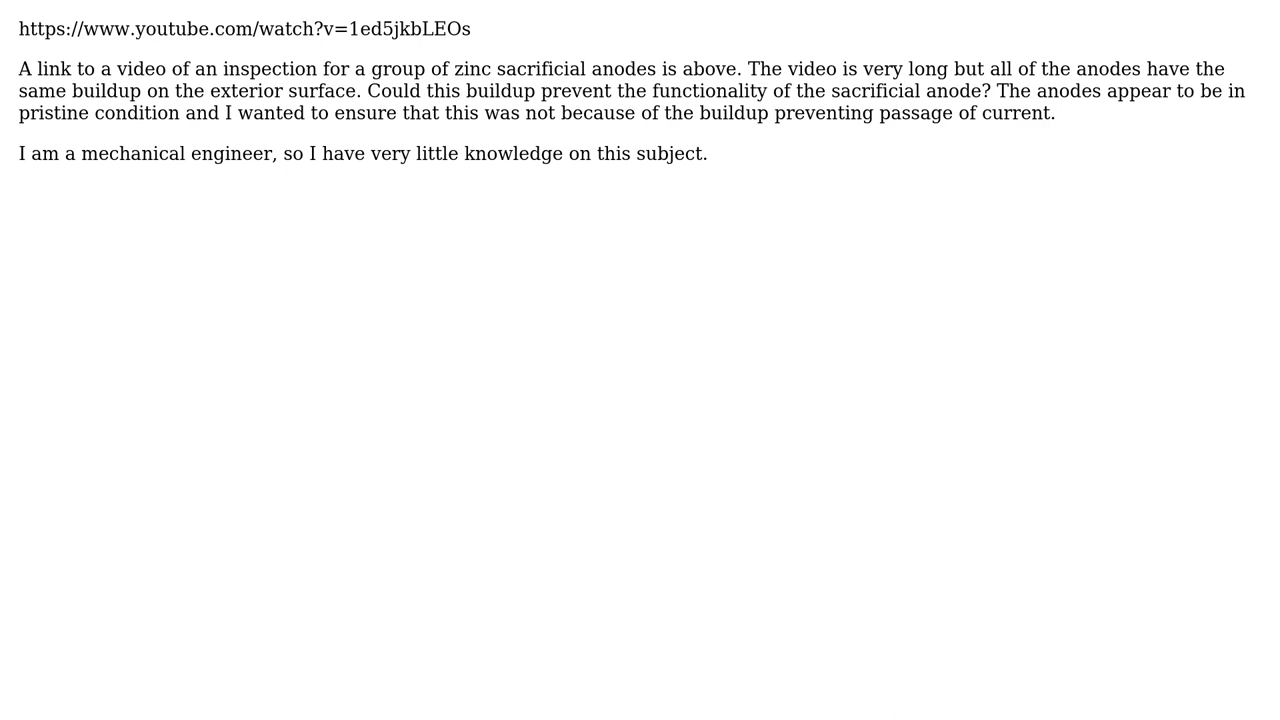 https://www.youtube.com/watch?v=1ed5jkbLEOs
A link to a video of an inspection for a group of zinc sacrificial anodes is above. The video is very long but all of the anodes have the
same buildup on the exterior surface. Could this buildup prevent the functionality of the sacrificial anode? The anodes appear to be in
pristine condition and I wanted to ensure that this was not because of the buildup preventing passage of current.
I am a mechanical engineer, so I have very little knowledge on this subject.